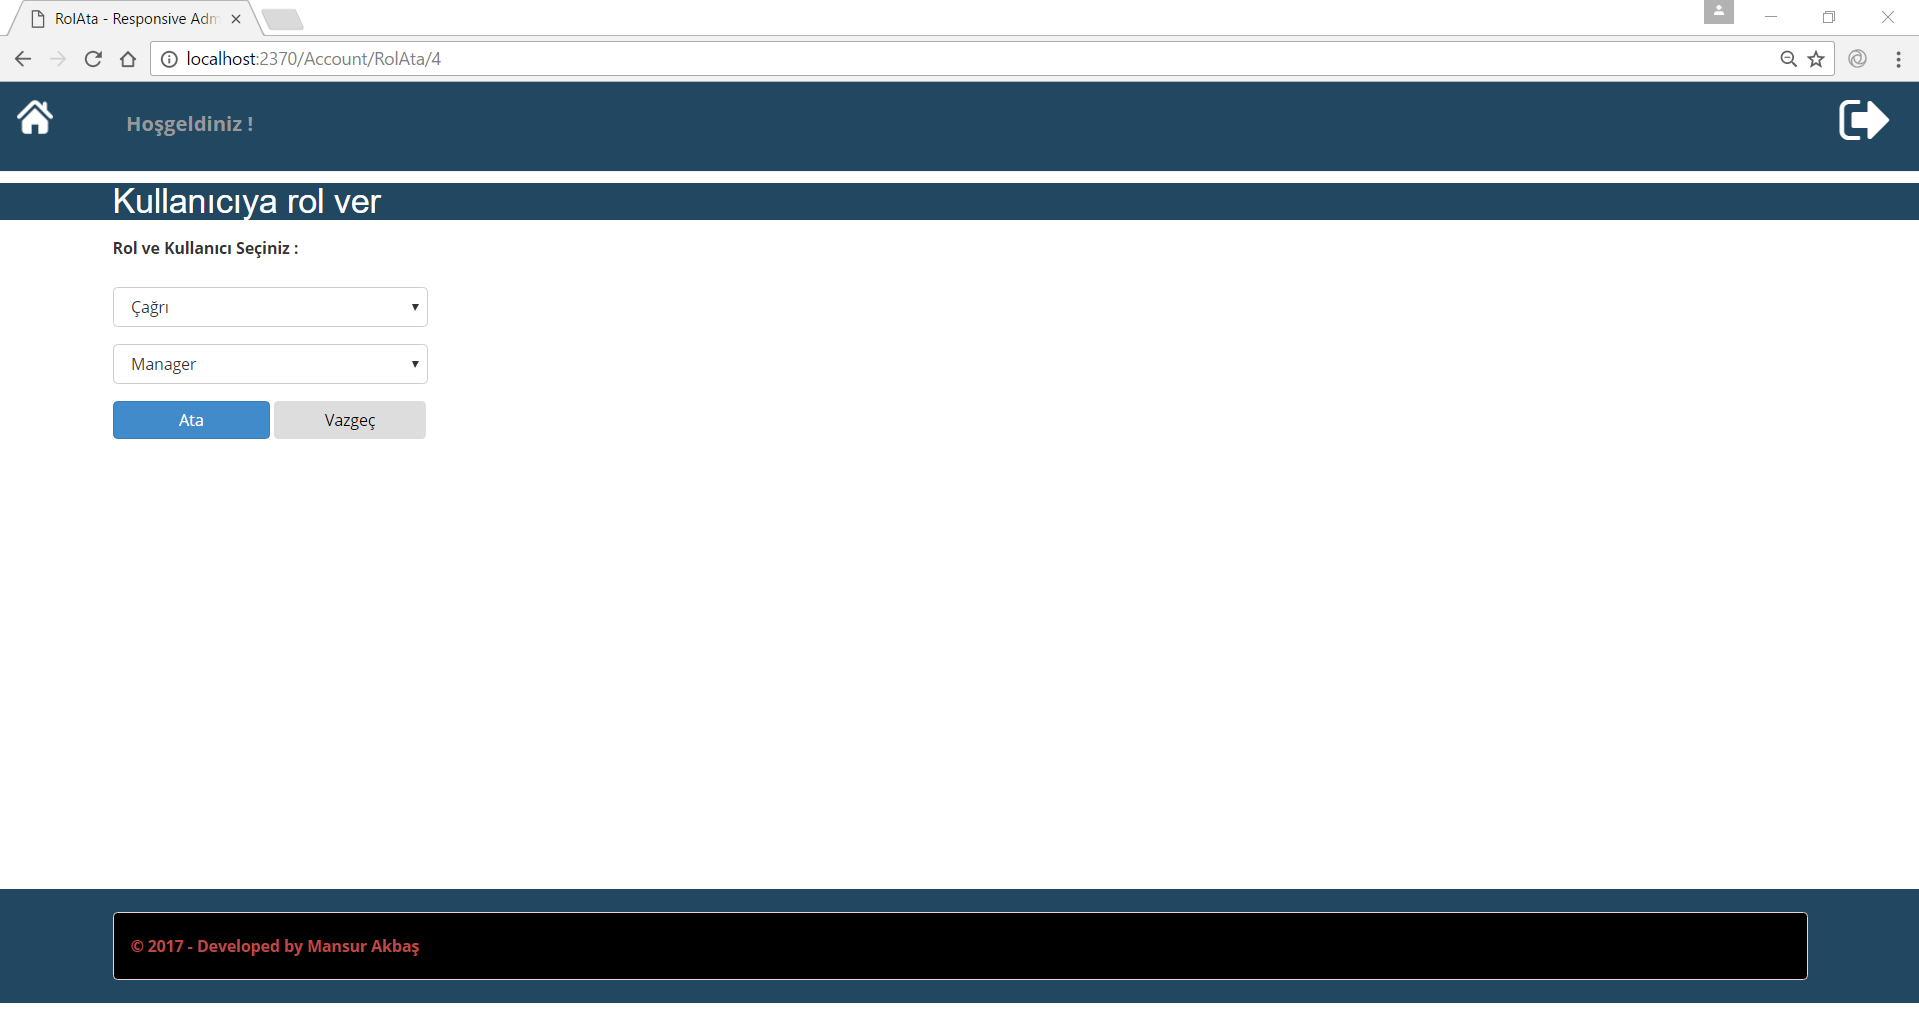 RolAta - Responsive Adm
localhost:2370/Account/RolAta/4
Hoşgeldiniz !
Kullanıcıya rol ver
Rol ve Kullanıcı Seçiniz :
Çağrı
Manager
Ata Vazgeç
© 2017 - Developed by Mansur Akbaş